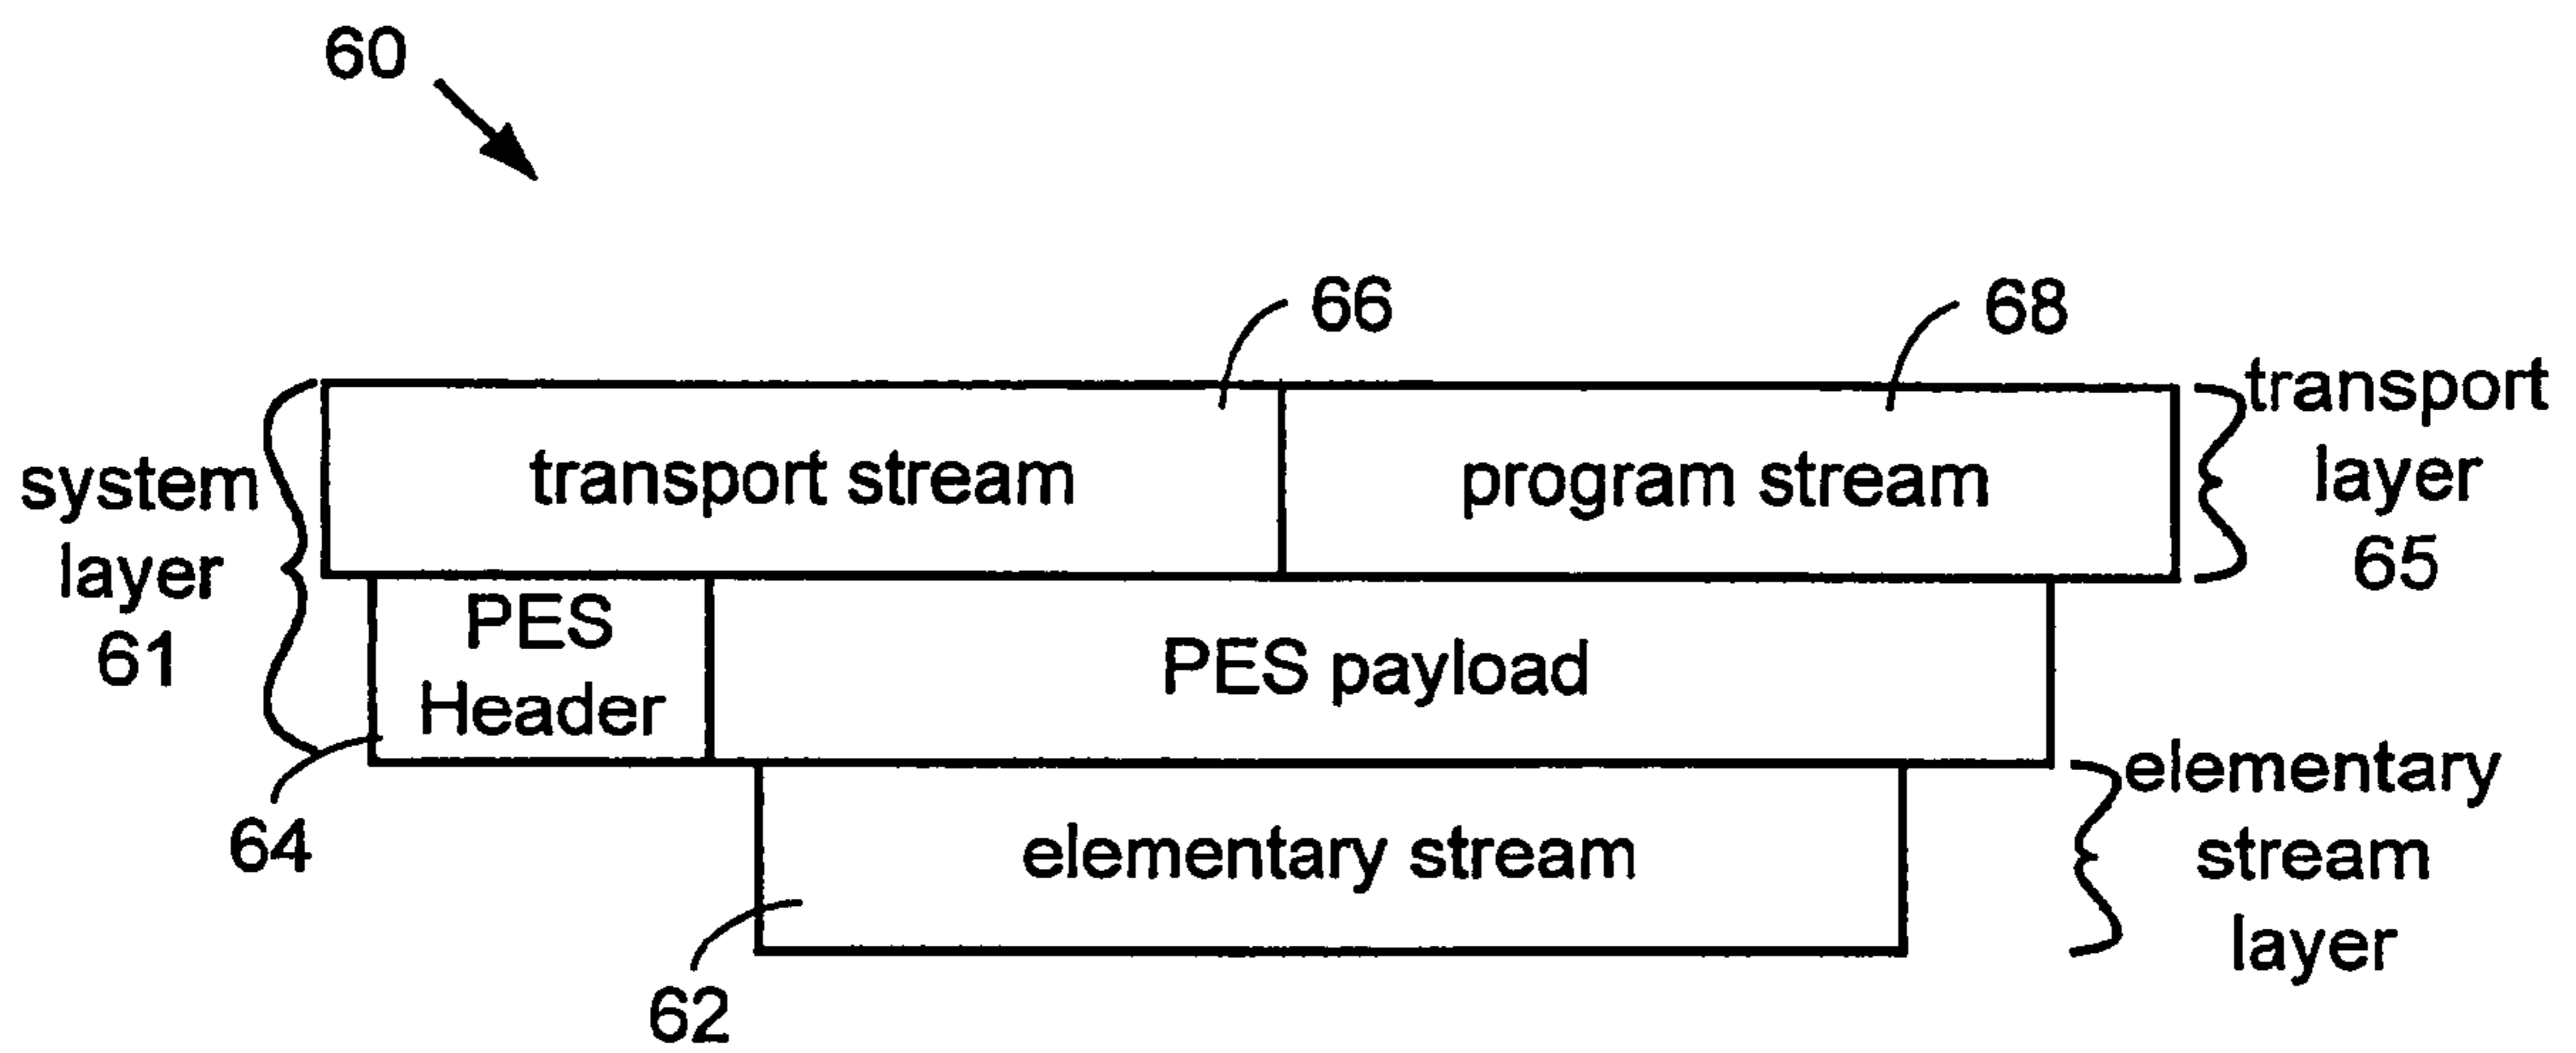 60
66
68
transport stream
program stream
transport
layer
65
system
layer
61
PES
Header
PES payload
64
elementary stream
elementary
stream
layer
62